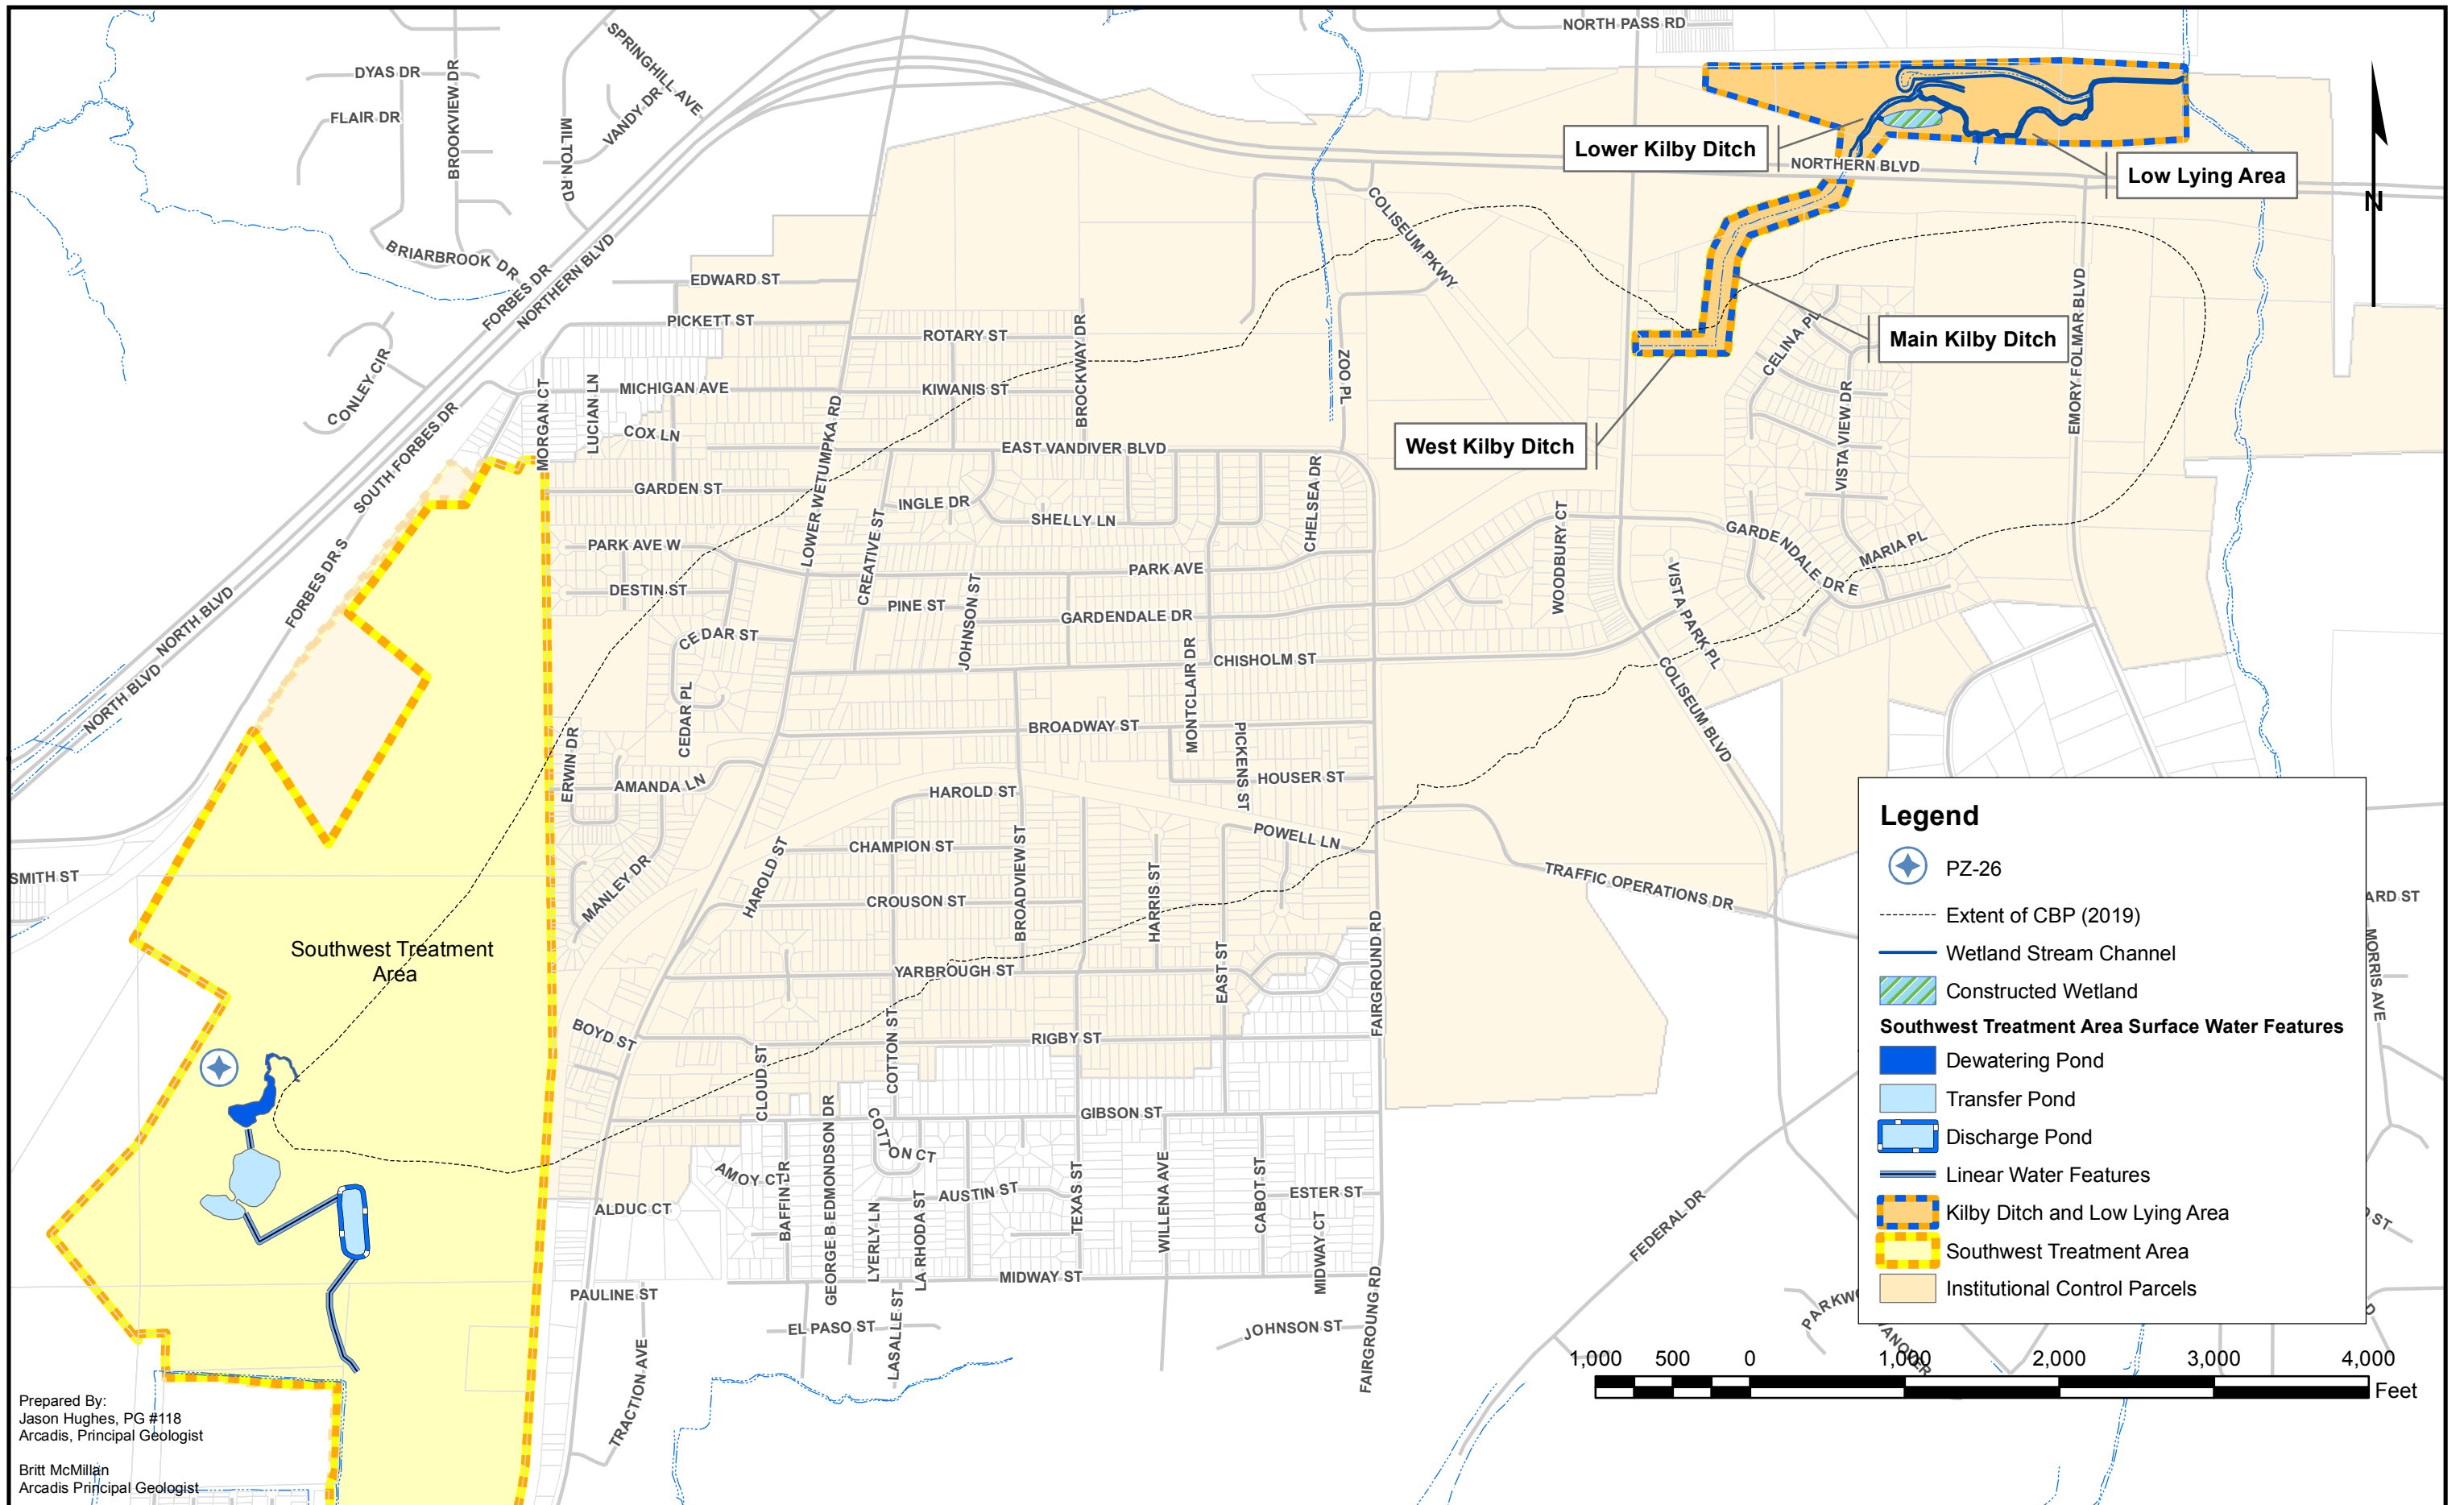 NORTH PASS RD
SPRINGHILL AVE
DYAS DR
BROOKVIEW DR
FLAIR DR
MILTON RD
VANDY DR
Lower Kilby Ditch
NORTHERN BLVD
Low Lying Area
N
COLISEUM PKWY
BRIARBROOK DR
FORBES DR
NORTHERN BLVD
EDWARD ST
PICKETT ST
ROTARY ST
BROCKWAY DR
ZOO PL
Main Kilby Ditch
CELINA PL
EMORY FOLMAR BLVD
CONLEY CIR
MORGAN CT
LUCIAN LN
MICHIGAN AVE
KIWANIS ST
VISTA VIEW DR
SOUTH FORBES DR
COX LN
LOWER WETUMPKA RD
EAST VANDIVER BLVD
West Kilby Ditch
GARDEN ST
INGLE DR
SHELLY LN
CHELSEA DR
CREATIVE ST
WOODBURY CT
GARDENDALE DR E
MARIA PL
PARK AVE W
PARK AVE
FORBES DR S
DESTIN ST
PINE ST
JOHNSON ST
GARDENDALE DR
VISTA PARK PL
NORTH BLVD
CEDAR ST
MONTCLAIR DR
CHISHOLM ST
NORTH BLVD
CEDAR PL
BROADWAY ST
PICKENS ST
COLISEUM BLVD
ERWIN DR
AMANDA LN
HAROLD ST
HOUSER ST
POWELL LN
SMITH ST
MANLEY DR
HAROLD ST
CHAMPION ST
BROADVIEW ST
HARRIS ST
TRAFFIC OPERATIONS DR
CROUSON ST
FAIRGROUND RD
ARD ST
MORRIS AVE
Southwest Treatment
Area
YARBROUGH ST
EAST ST
BOYD ST
RIGBY ST
CLOUD ST
COTTON ST
GIBSON ST
GEORGE B EDMONDSON DR
COTTON CT
AMOY CT
BAFFIN DR
AUSTIN ST
TEXAS ST
WILLENA AVE
CABOT ST
ESTER ST
ALDUC CT
LYERLY LN
LA RHODA ST
MIDWAY CT
FEDERAL DR
MIDWAY ST
PAULINE ST
EL PASO ST
LASALLE ST
JOHNSON ST
FAIRGROUNG RD
TRACTION AVE
Legend
PZ-26
Extent of CBP (2019)
Wetland Stream Channel
Constructed Wetland
Southwest Treatment Area Surface Water Features
Dewatering Pond
Transfer Pond
Discharge Pond
Linear Water Features
Kilby Ditch and Low Lying Area
Southwest Treatment Area
Institutional Control Parcels
1,000 500 0 1,000 2,000 3,000 4,000
Feet
Prepared By:
Jason Hughes, PG #118
Arcadis, Principal Geologist
Britt McMillan
Arcadis Principal Geologist